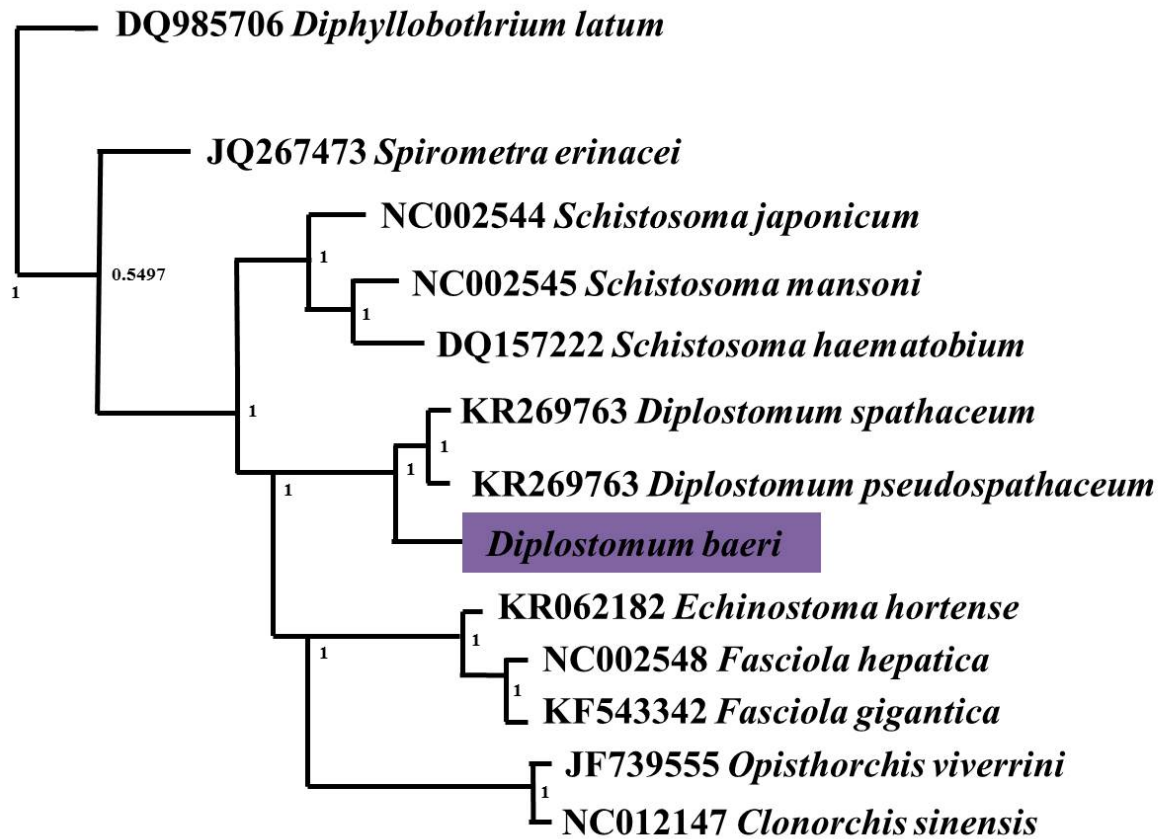 DQ985706 Diphyllobothrium latum
JQ267473 Spirometra erinacei
NC002544 Schistosoma japonicum
1
0.5497
1
NC002545 Schistosoma mansoni
1
DQ157222 Schistosoma haematobium
1
KR269763 Diplostomum spathaceum
1
1
KR269763 Diplostomum pseudospathaceum
1
Diplostomum baeri
KR062182 Echinostoma hortense
1
1
NC002548 Fasciola hepatica
1
KF543342 Fasciola gigantica
JF739555 Opisthorchis viverrini
1
NC012147 Clonorchis sinensis